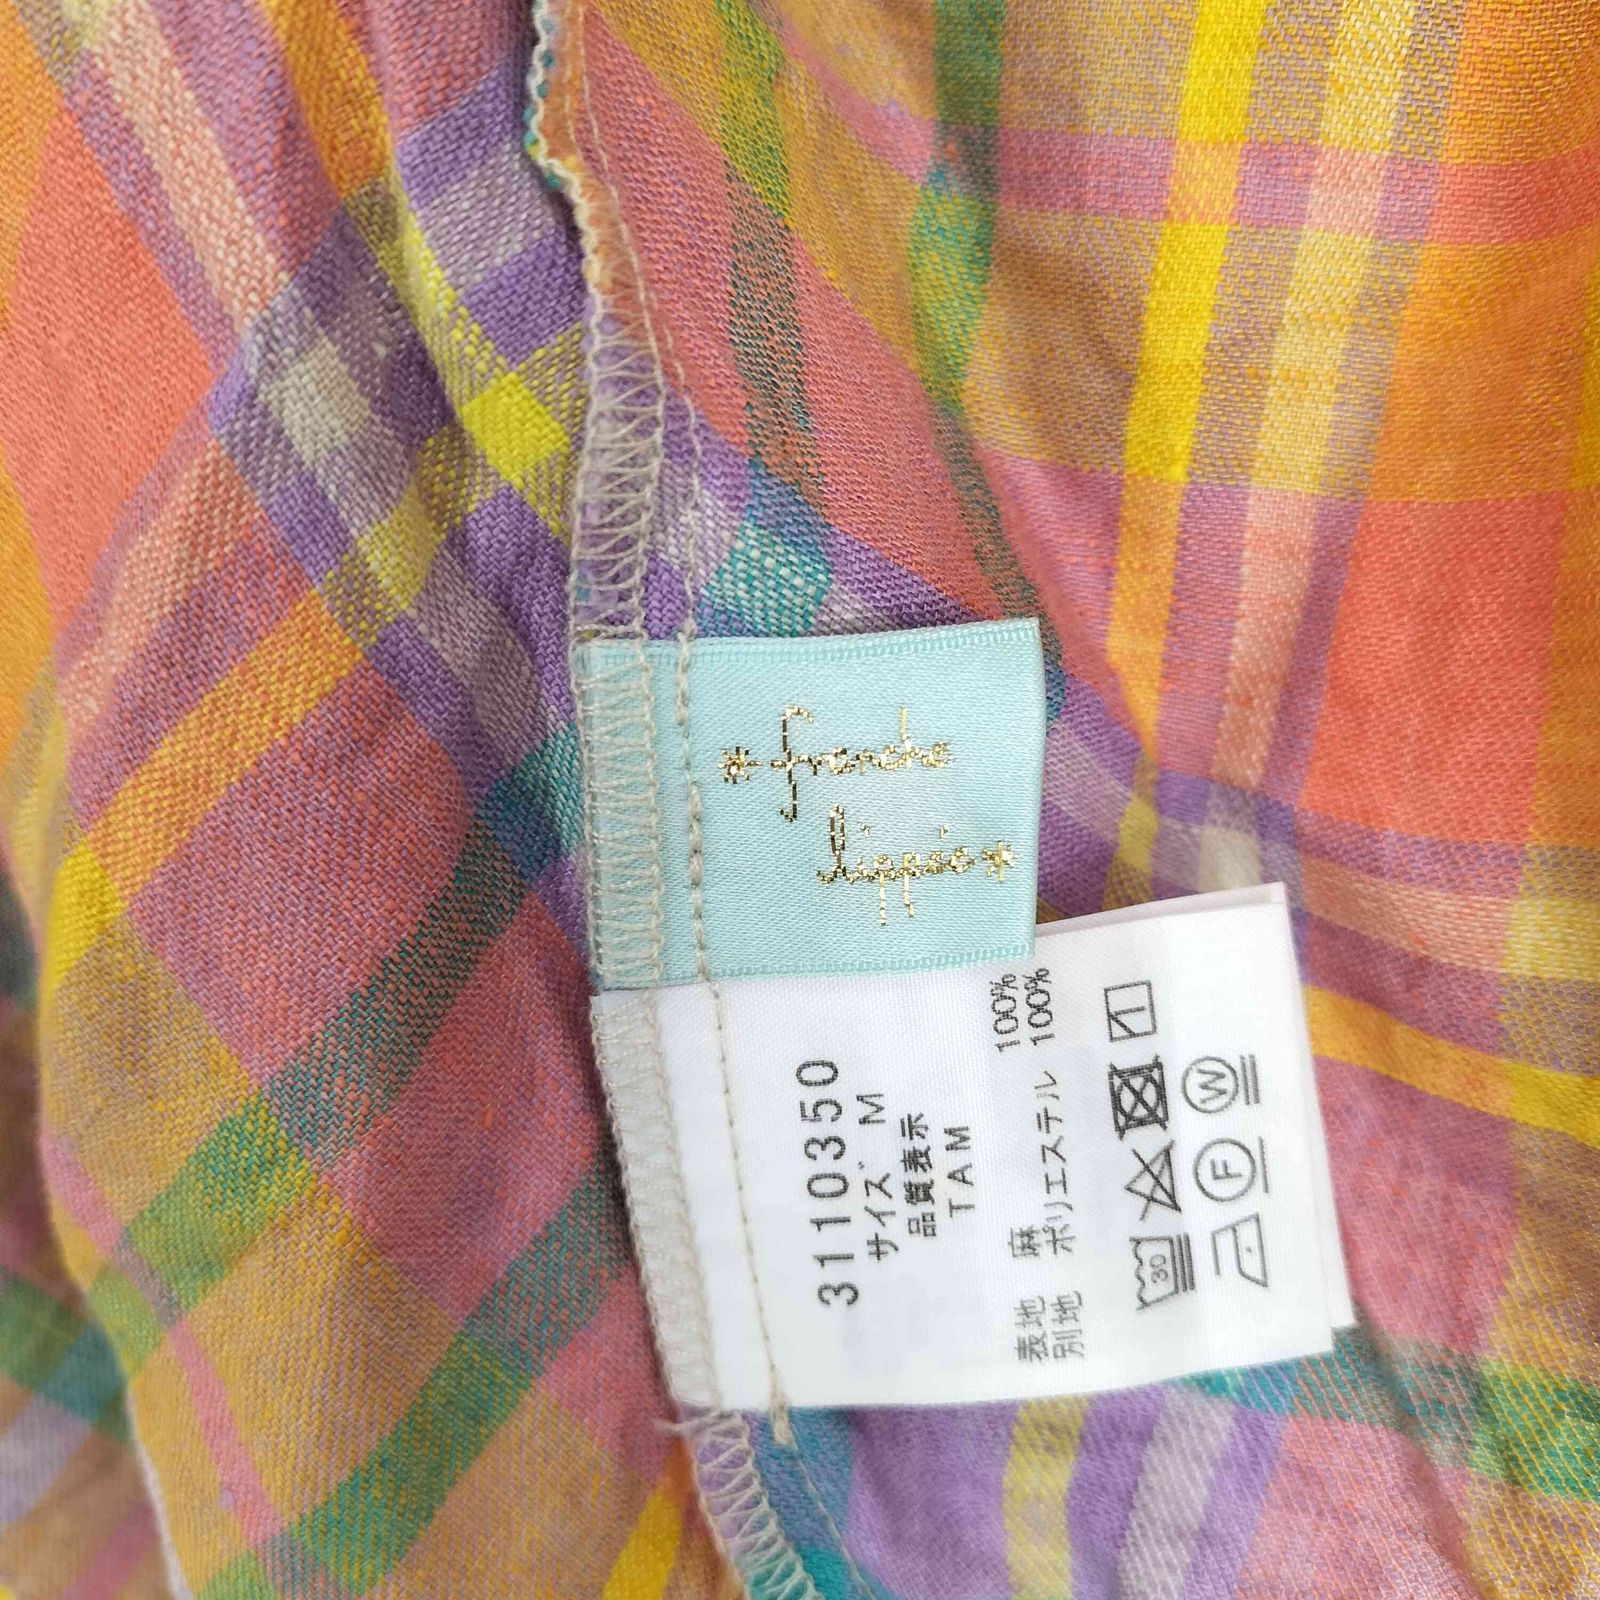 *franche
lippée*
3110350
サイズ M
品質表示
TAM
表地 麻 100%
別地 ポリエステル 100%
30
W
F